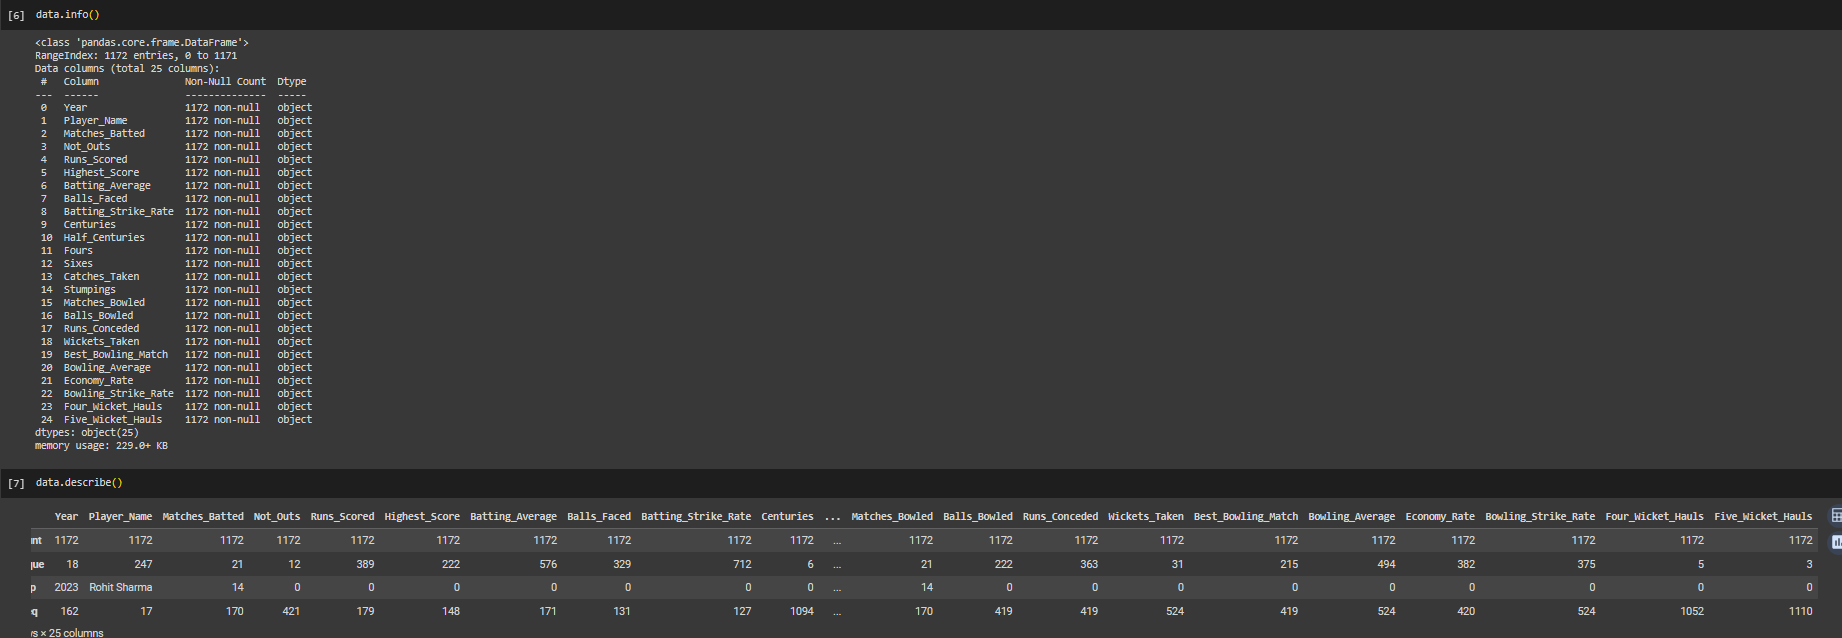 [6] data.info()
<class 'pandas.core.frame.DataFrame'>
RangeIndex: 1172 entries, 0 to 1171
Data columns (total 25 columns):
# Column Non-Null Count Dtype
--- ------ -------------- -----
0 Year 1172 non-null object
1 Player_Name 1172 non-null object
2 Matches_Batted 1172 non-null object
3 Not_Outs 1172 non-null object
4 Runs_Scored 1172 non-null object
5 Highest_Score 1172 non-null object
6 Batting_Average 1172 non-null object
7 Balls_Faced 1172 non-null object
8 Batting_Strike_Rate 1172 non-null object
9 Centuries 1172 non-null object
10 Half_Centuries 1172 non-null object
11 Fours 1172 non-null object
12 Sixes 1172 non-null object
13 Catches_Taken 1172 non-null object
14 Stumpings 1172 non-null object
15 Matches_Bowled 1172 non-null object
16 Balls_Bowled 1172 non-null object
17 Runs_Conceded 1172 non-null object
18 Wickets_Taken 1172 non-null object
19 Best_Bowling_Match 1172 non-null object
20 Bowling_Average 1172 non-null object
21 Economy_Rate 1172 non-null object
22 Bowling_Strike_Rate 1172 non-null object
23 Four_Wicket_Hauls 1172 non-null object
24 Five_Wicket_Hauls 1172 non-null object
dtypes: object(25)
memory usage: 229.0+ KB
[7] data.describe()
Year Player_Name Matches_Batted Not_Outs Runs_Scored Highest_Score Batting_Average Balls_Faced Batting_Strike_Rate Centuries ... Matches_Bowled Balls_Bowled Runs_Conceded Wickets_Taken Best_Bowling_Match Bowling_Average Economy_Rate Bowling_Strike_Rate Four_Wicket_Hauls Five_Wicket_Hauls
nt 1172 1172 1172 1172 1172 1172 1172 1172 1172 1172 ... 1172 1172 1172 1172 1172 1172 1172 1172 1172 1172
ue 18 247 21 12 389 222 576 329 712 6 ... 21 222 363 31 215 494 382 375 5 3
p 2023 Rohit Sharma 14 0 0 0 0 0 0 0 ... 14 0 0 0 0 0 0 0 0 0
q 162 17 170 421 179 148 171 131 127 1094 ... 170 419 419 524 419 524 420 524 1052 1110
s × 25 columns